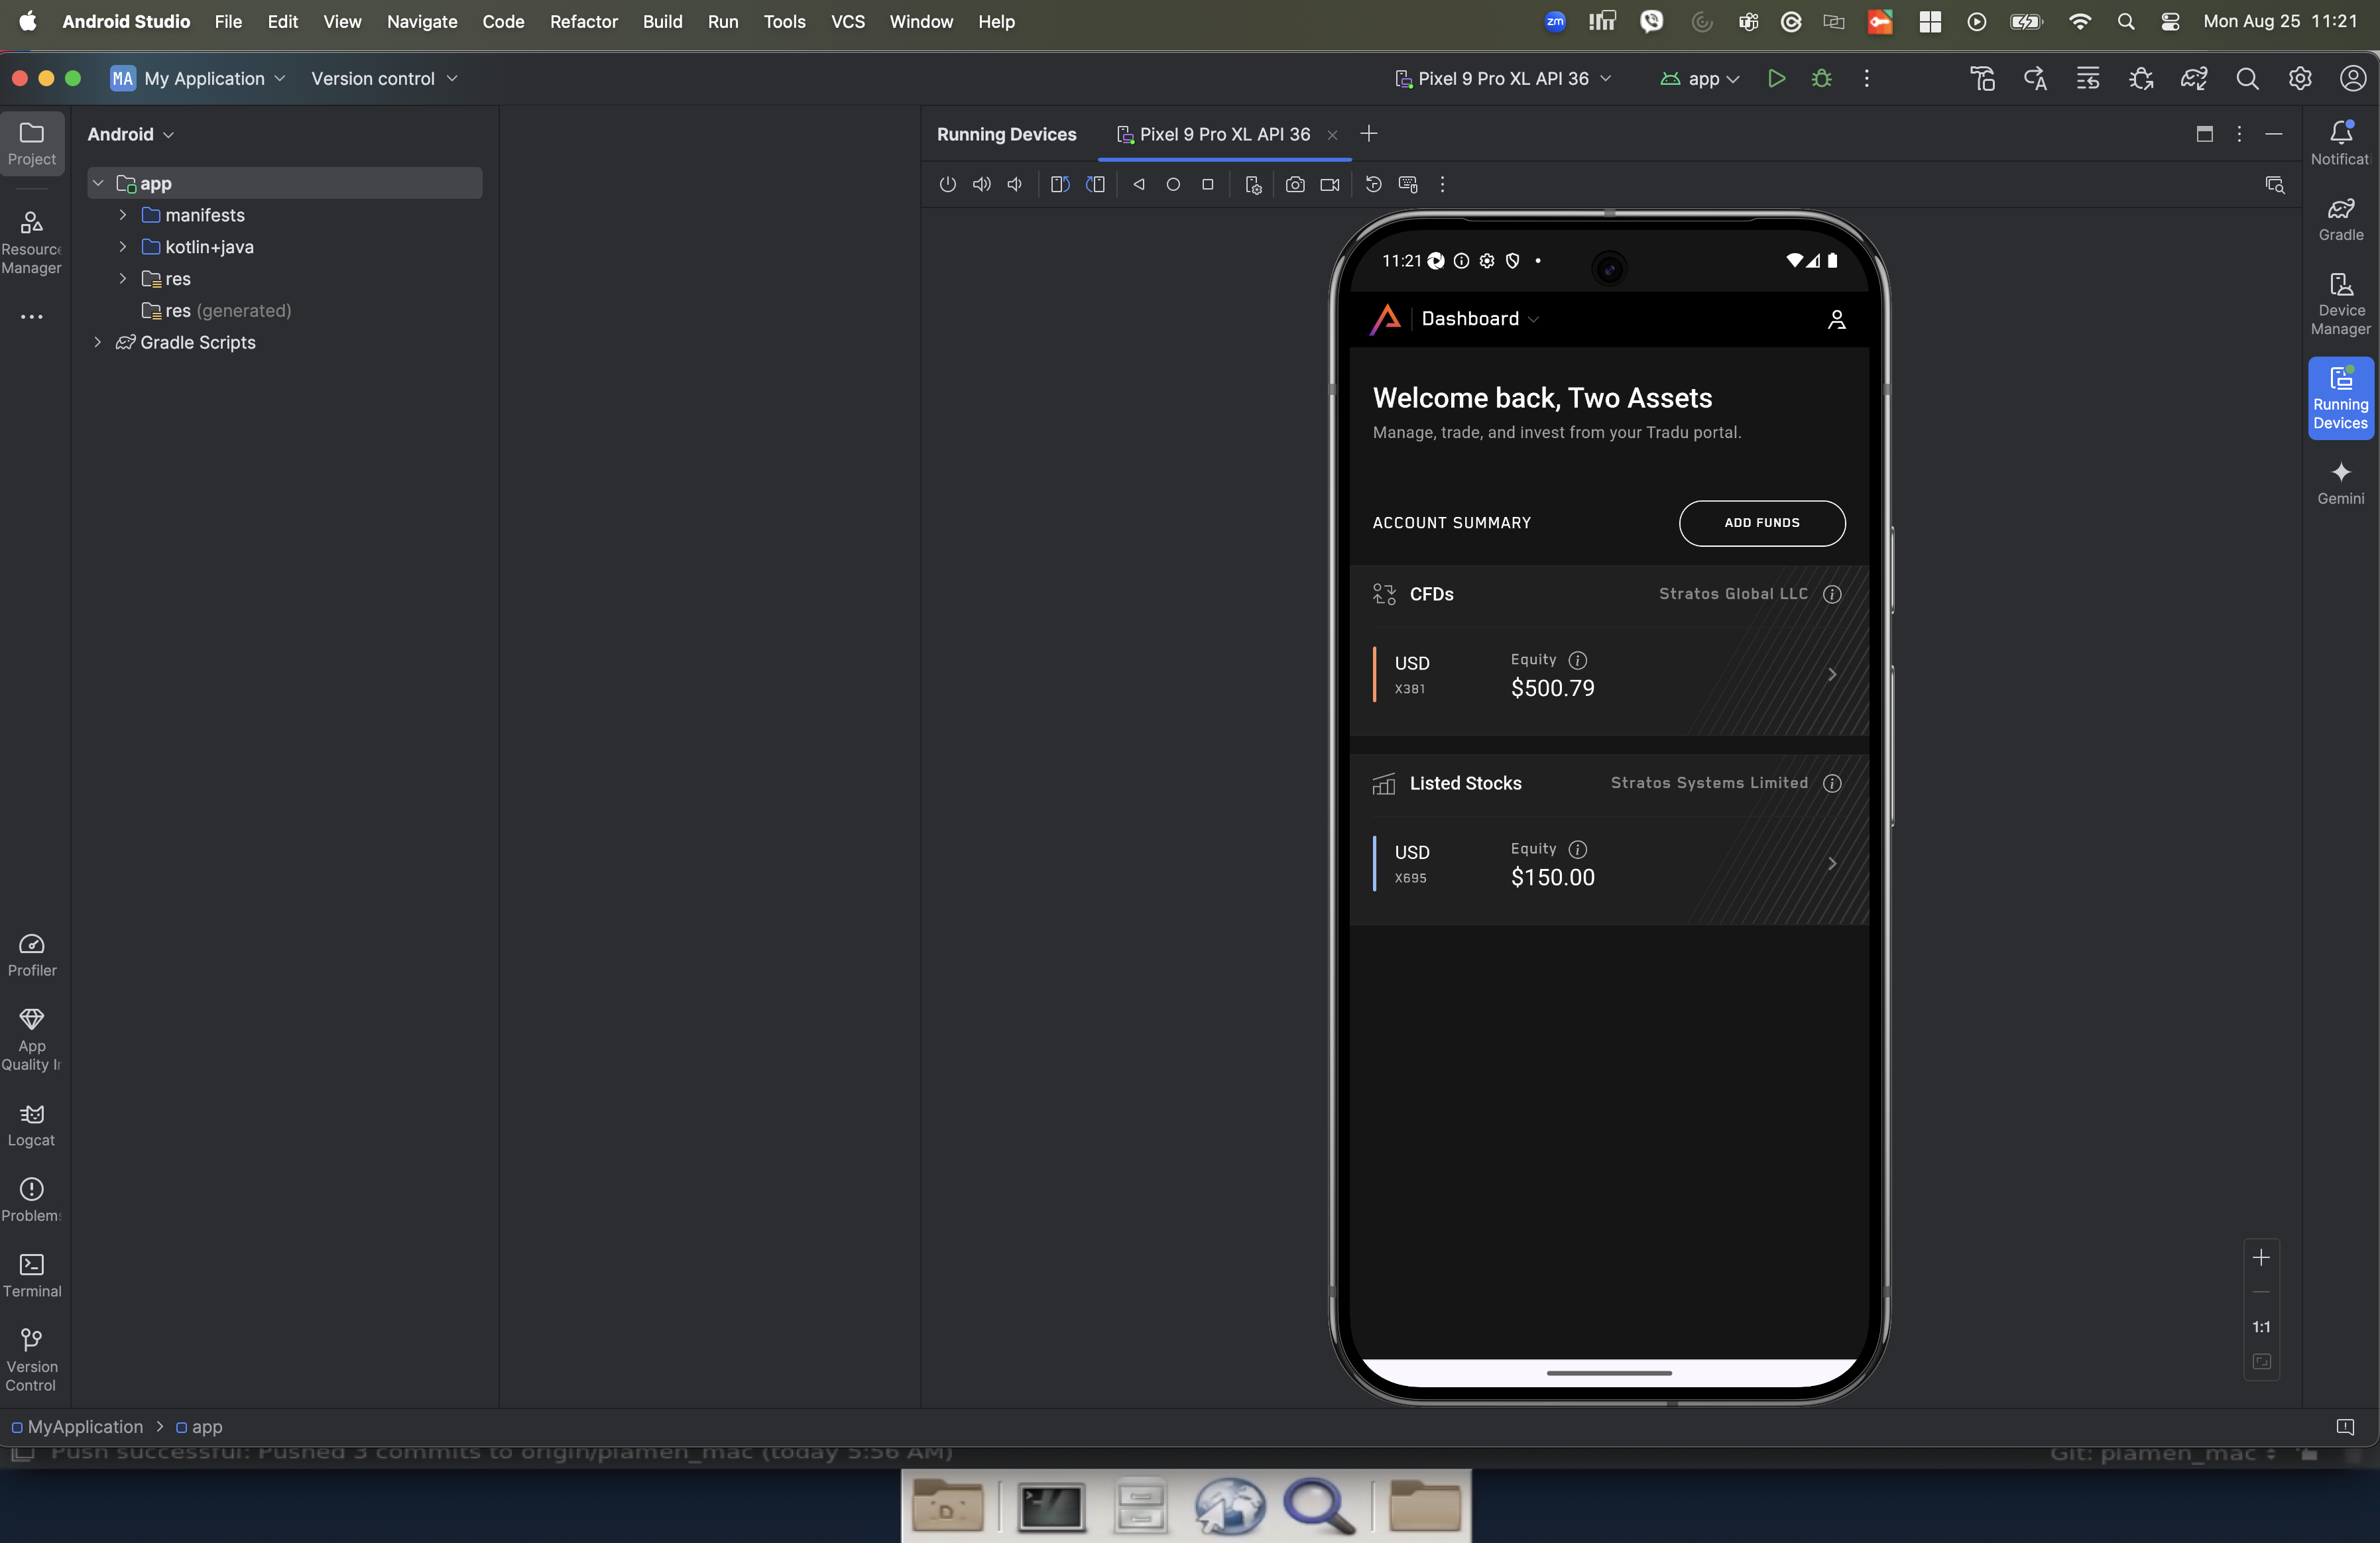 Android Studio File Edit View Navigate Code Refactor Build Run Tools VCS Window Help
zm
Mon Aug 25 11:21
MA My Application Version control
Pixel 9 Pro XL API 36 app
Project
Resource
Manager
Profiler
App
Quality
Logcat
Problem
Terminal
Version
Control
Android
app
manifests
kotlin+java
res
res (generated)
Gradle Scripts
Running Devices Pixel 9 Pro XL API 36
11:21
Dashboard
Welcome back, Two Assets
Manage, trade, and invest from your Tradu portal.
ACCOUNT SUMMARY ADD FUNDS
CFDs Stratos Global LLC
USD Equity
X381 $500.79
Listed Stocks Stratos Systems Limited
USD Equity
X695 $150.00
1:1
Notificat
Gradle
Device
Manager
Running
Devices
Gemini
MyApplication > app
Push successful: Pushed 3 commits to origin/plamen_mac (today 5:56 AM)
Git: plamen_mac